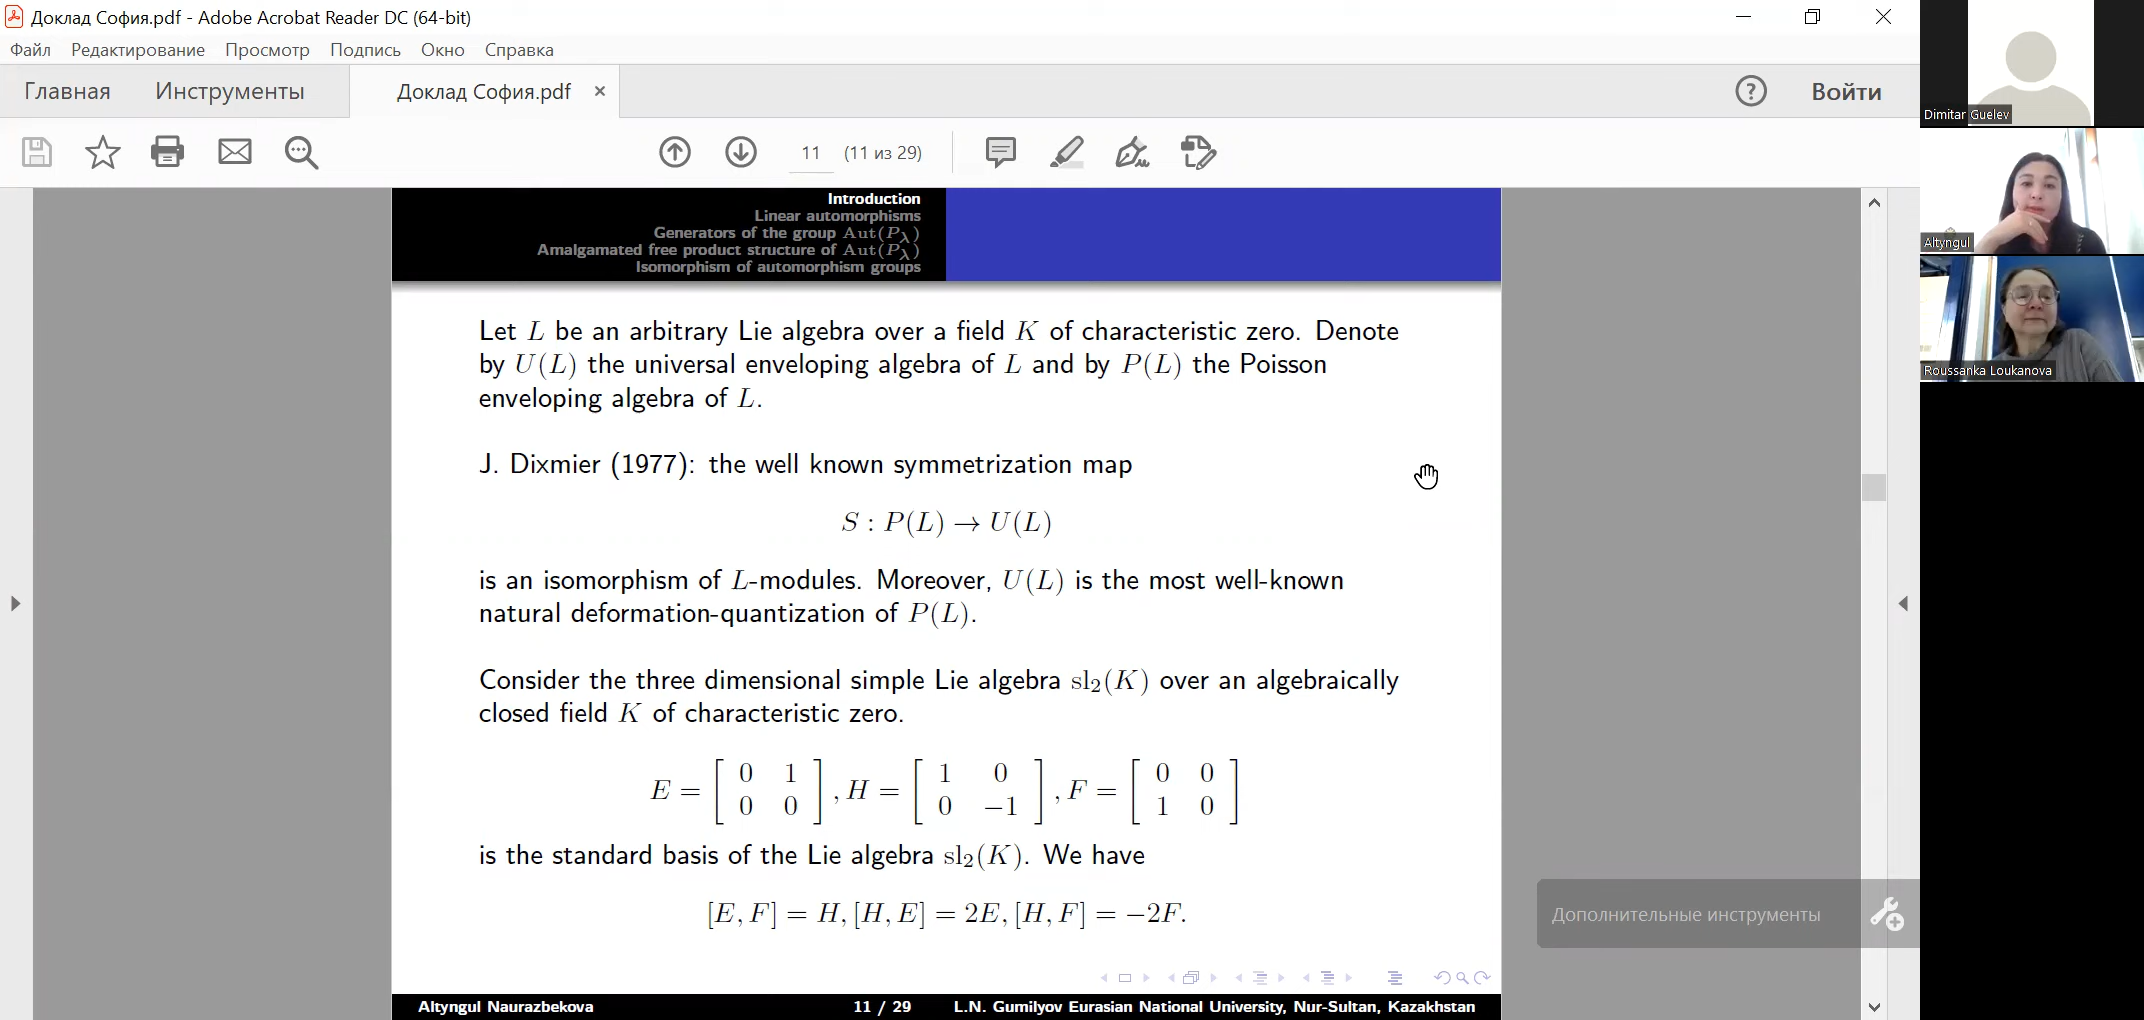 Доклад София.pdf - Adobe Acrobat Reader DC (64-bit)
Файл Редактирование Просмотр Подпись Окно Справка
Главная Инструменты Доклад София.pdf × ? Войти
11 (11 из 29)
Introduction
Linear automorphisms
Generators of the group Aut(P_λ)
Amalgamated free product structure of Aut(P_λ)
Isomorphism of automorphism groups
Let L be an arbitrary Lie algebra over a field K of characteristic zero. Denote
by U(L) the universal enveloping algebra of L and by P(L) the Poisson
enveloping algebra of L.
J. Dixmier (1977): the well known symmetrization map
S : P(L) → U(L)
is an isomorphism of L-modules. Moreover, U(L) is the most well-known
natural deformation-quantization of P(L).
Consider the three dimensional simple Lie algebra sl₂(K) over an algebraically
closed field K of characteristic zero.
E = [ 0 1 ; 0 0 ], H = [ 1 0 ; 0 −1 ], F = [ 0 0 ; 1 0 ]
is the standard basis of the Lie algebra sl₂(K). We have
[E, F] = H, [H, E] = 2E, [H, F] = −2F.
Altyngul Naurazbekova 11 / 29 L.N. Gumilyov Eurasian National University, Nur-Sultan, Kazakhstan
Дополнительные инструменты
Dimitar Guelev
Altyngul
Roussanka Loukanova